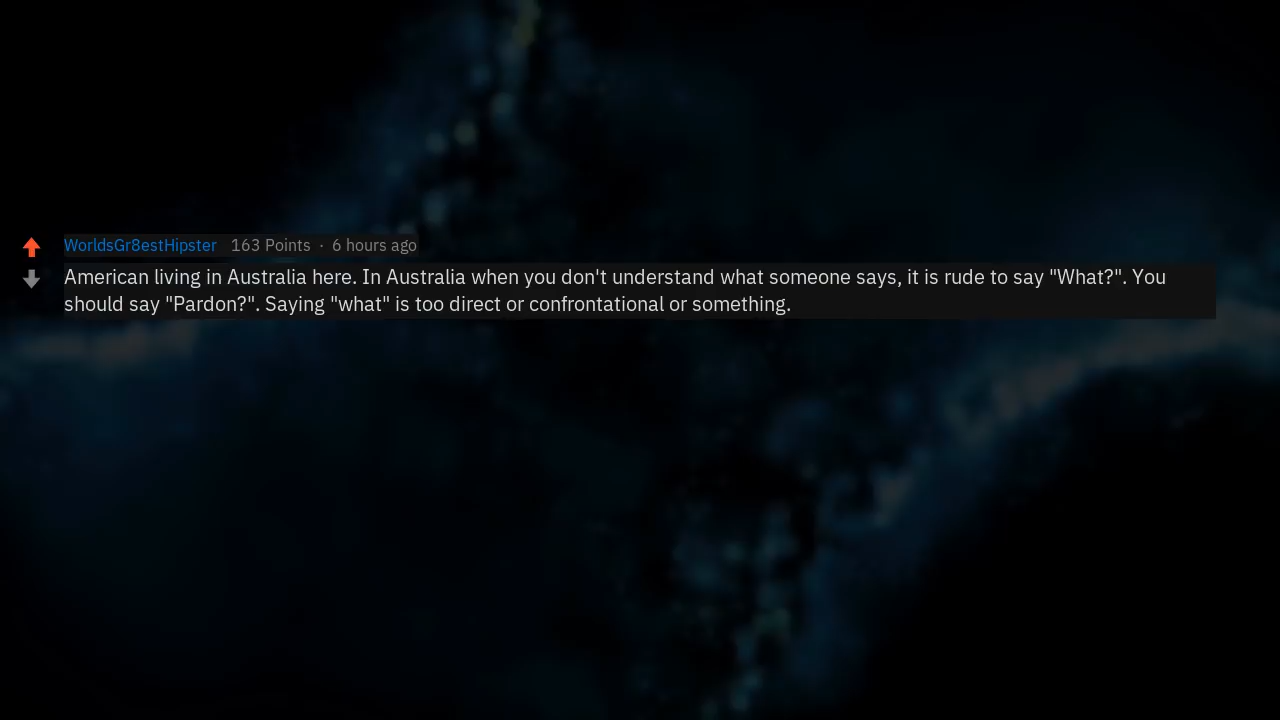 WorldsGr8estHipster 163 Points · 6 hours ago
American living in Australia here. In Australia when you don't understand what someone says, it is rude to say "What?". You
should say "Pardon?". Saying "what" is too direct or confrontational or something.